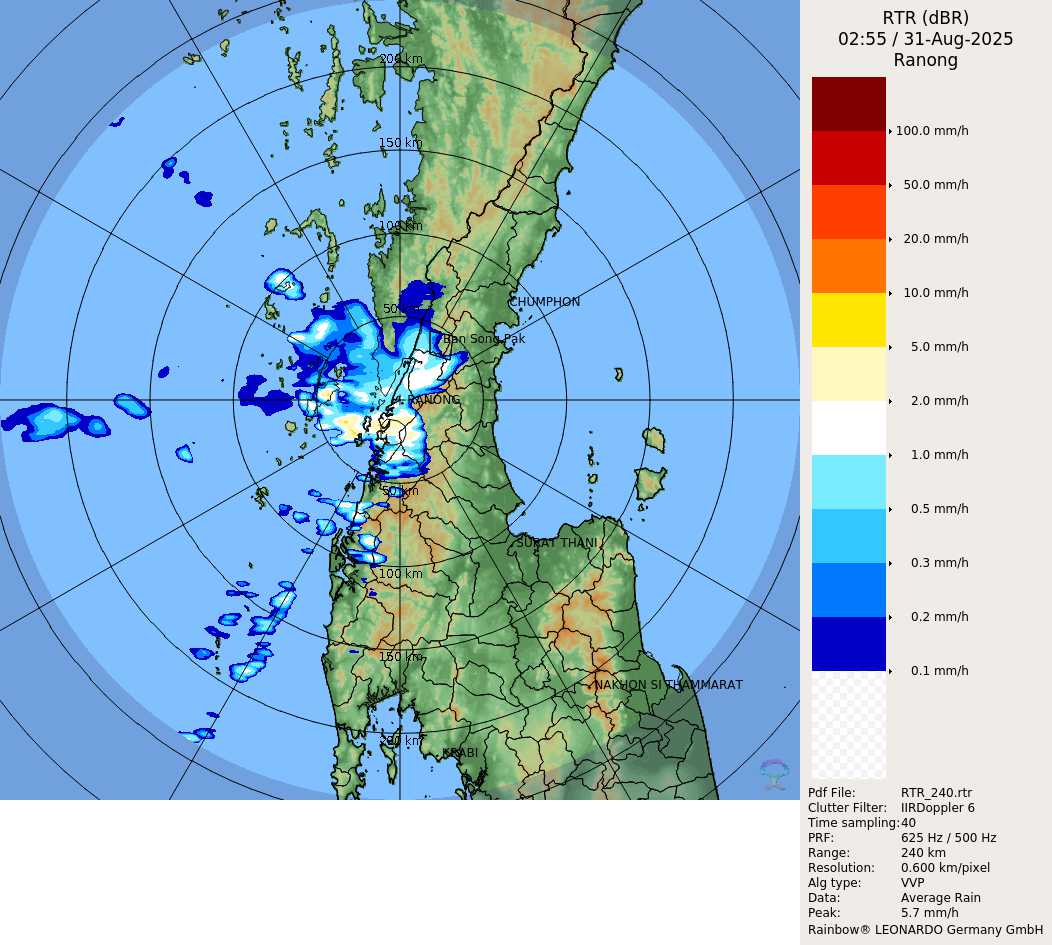 RTR (dBR)
02:55 / 31-Aug-2025
Ranong
100.0 mm/h
50.0 mm/h
20.0 mm/h
10.0 mm/h
5.0 mm/h
2.0 mm/h
1.0 mm/h
0.5 mm/h
0.3 mm/h
0.2 mm/h
0.1 mm/h
200 km
150 km
100 km
50 km
CHUMPHON
Ban Song Pak
RANONG
50 km
SURAT THANI
100 km
150 km
NAKHON SI THAMMARAT
200 km
KRABI
Pdf File: RTR_240.rtr
Clutter Filter: IIRDoppler 6
Time sampling: 40
PRF: 625 Hz / 500 Hz
Range: 240 km
Resolution: 0.600 km/pixel
Alg type: VVP
Data: Average Rain
Peak: 5.7 mm/h
Rainbow® LEONARDO Germany GmbH